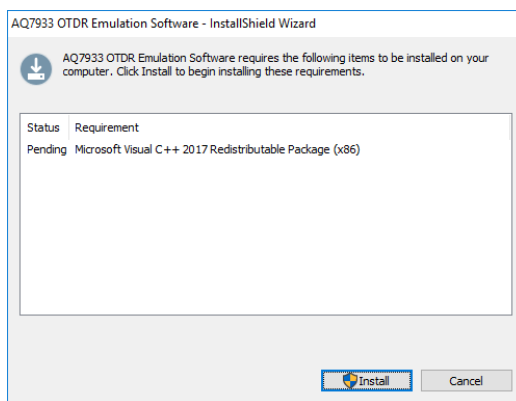 AQ7933 OTDR Emulation Software - InstallShield Wizard
AQ7933 OTDR Emulation Software requires the following items to be installed on your
computer. Click Install to begin installing these requirements.
Status Requirement
Pending Microsoft Visual C++ 2017 Redistributable Package (x86)
Install Cancel